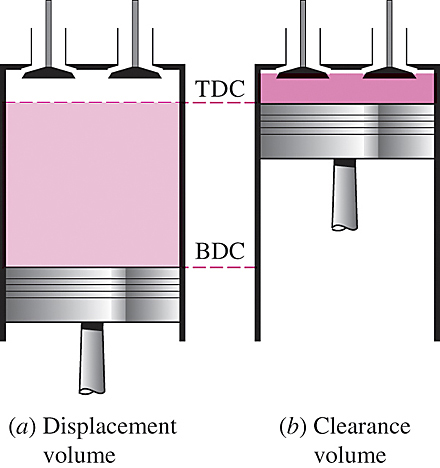 TDC
BDC
(a) Displacement
volume
(b) Clearance
volume